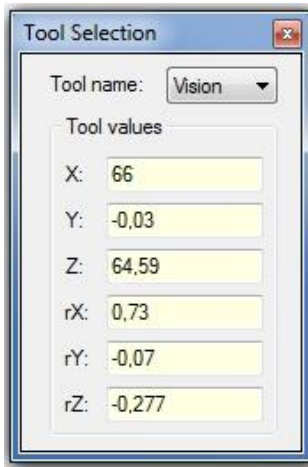 Tool Selection
Tool name: Vision
Tool values
X: 66
Y: -0,03
Z: 64,59
rX: 0,73
rY: -0,07
rZ: -0,277